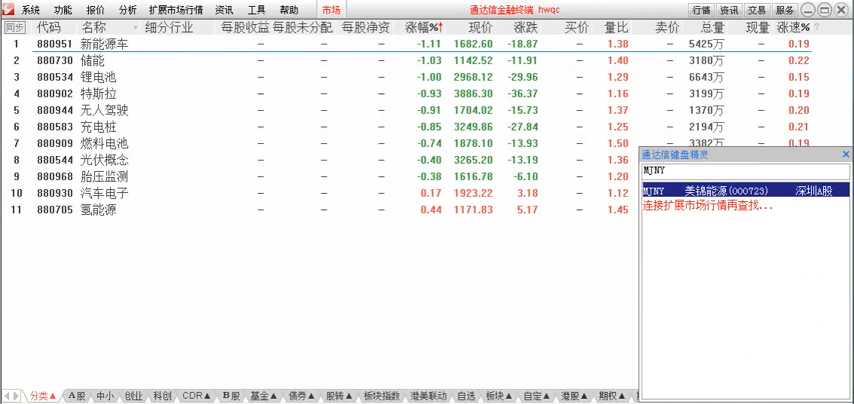 系统 功能 报价 分析 扩展市场行情 资讯 工具 帮助 市场 通达信金融终端 hwqc 行情 资讯 交易 服务
同步 代码 名称 细分行业 每股收益 每股未分配 每股净资 涨幅%↑ 现价 涨跌 买价 量比 卖价 总量 现量 涨速% ?
1 880951 新能源车 – – – -1.11 1682.60 -18.87 – 1.38 – 5425万 – 0.19
2 880730 储能 – – – -1.03 1142.52 -11.91 – 1.40 – 3180万 – 0.22
3 880534 锂电池 – – – -1.00 2968.12 -29.96 – 1.29 – 6643万 – 0.15
4 880902 特斯拉 – – – -0.93 3886.30 -36.37 – 1.16 – 3199万 – 0.19
5 880944 无人驾驶 – – – -0.91 1704.02 -15.73 – 1.37 – 1370万 – 0.20
6 880583 充电桩 – – – -0.85 3249.86 -27.84 – 1.25 – 2194万 – 0.21
7 880909 燃料电池 – – – -0.74 1878.10 -13.93 – 1.50 – 3382万 – 0.19
8 880544 光伏概念 – – – -0.40 3265.20 -13.19 – 1.36
9 880968 胎压监测 – – – -0.38 1616.78 -6.10 – 1.20
10 880930 汽车电子 – – – 0.17 1923.22 3.18 – 1.12
11 880705 氢能源 – – – 0.44 1171.83 5.17 – 1.45
通达信键盘精灵 ×
MJNY
MJNY 美锦能源(000723) 深圳A股
连接扩展市场行情再查找...
分类▲ A股 中小 创业 科创 CDR▲ B股 基金▲ 债券▲ 股转▲ 板块指数 港美联动 自选 板块▲ 自定▲ 港股▲ 期权▲